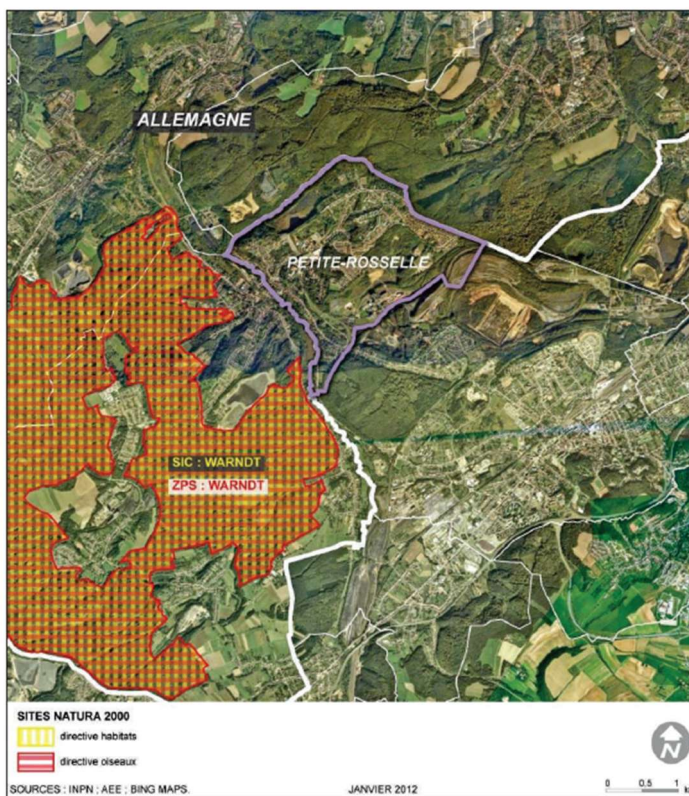 ALLEMAGNE
PETITE-ROSSELLE
SIC : WARNDT
ZPS : WARNDT
SITES NATURA 2000
directive habitats
directive oiseaux
N
SOURCES : INPN ; AEE ; BING MAPS.
JANVIER 2012
0 0,5 1